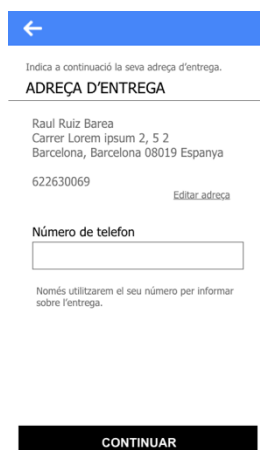 Indica a continuació la seva adreça d'entrega.
ADREÇA D'ENTREGA
Raul Ruiz Barea
Carrer Lorem ipsum 2, 5 2
Barcelona, Barcelona 08019 Espanya
622630069
Editar adreça
Número de telefon
Només utilitzarem el seu número per informar
sobre l'entrega.
CONTINUAR